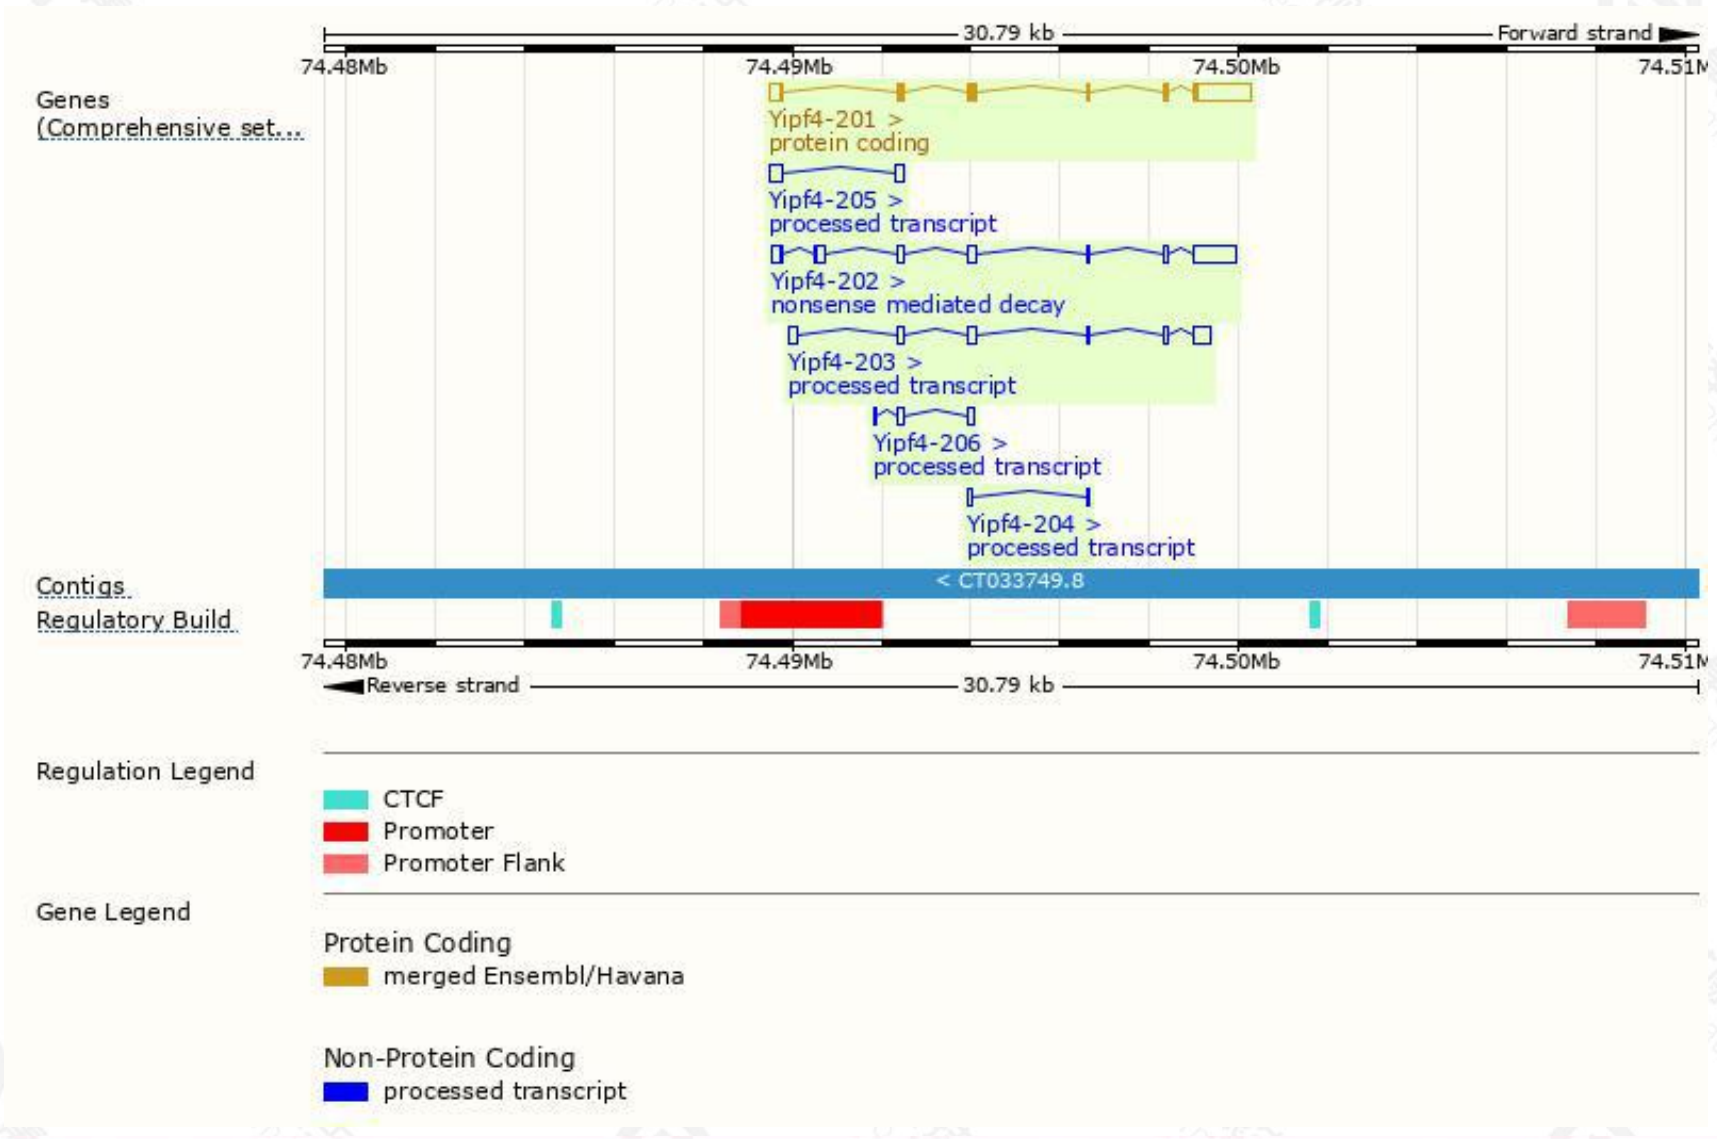 30.79 kb Forward strand
74.48Mb 74.49Mb 74.50Mb 74.51M
Genes
(Comprehensive set...
Yipf4-201 >
protein coding
Yipf4-205 >
processed transcript
Yipf4-202 >
nonsense mediated decay
Yipf4-203 >
processed transcript
Yipf4-206 >
processed transcript
Yipf4-204 >
processed transcript
Contigs < CT033749.8
Regulatory Build
74.48Mb 74.49Mb 74.50Mb 74.51M
Reverse strand 30.79 kb
Regulation Legend
CTCF
Promoter
Promoter Flank
Gene Legend
Protein Coding
merged Ensembl/Havana
Non-Protein Coding
processed transcript